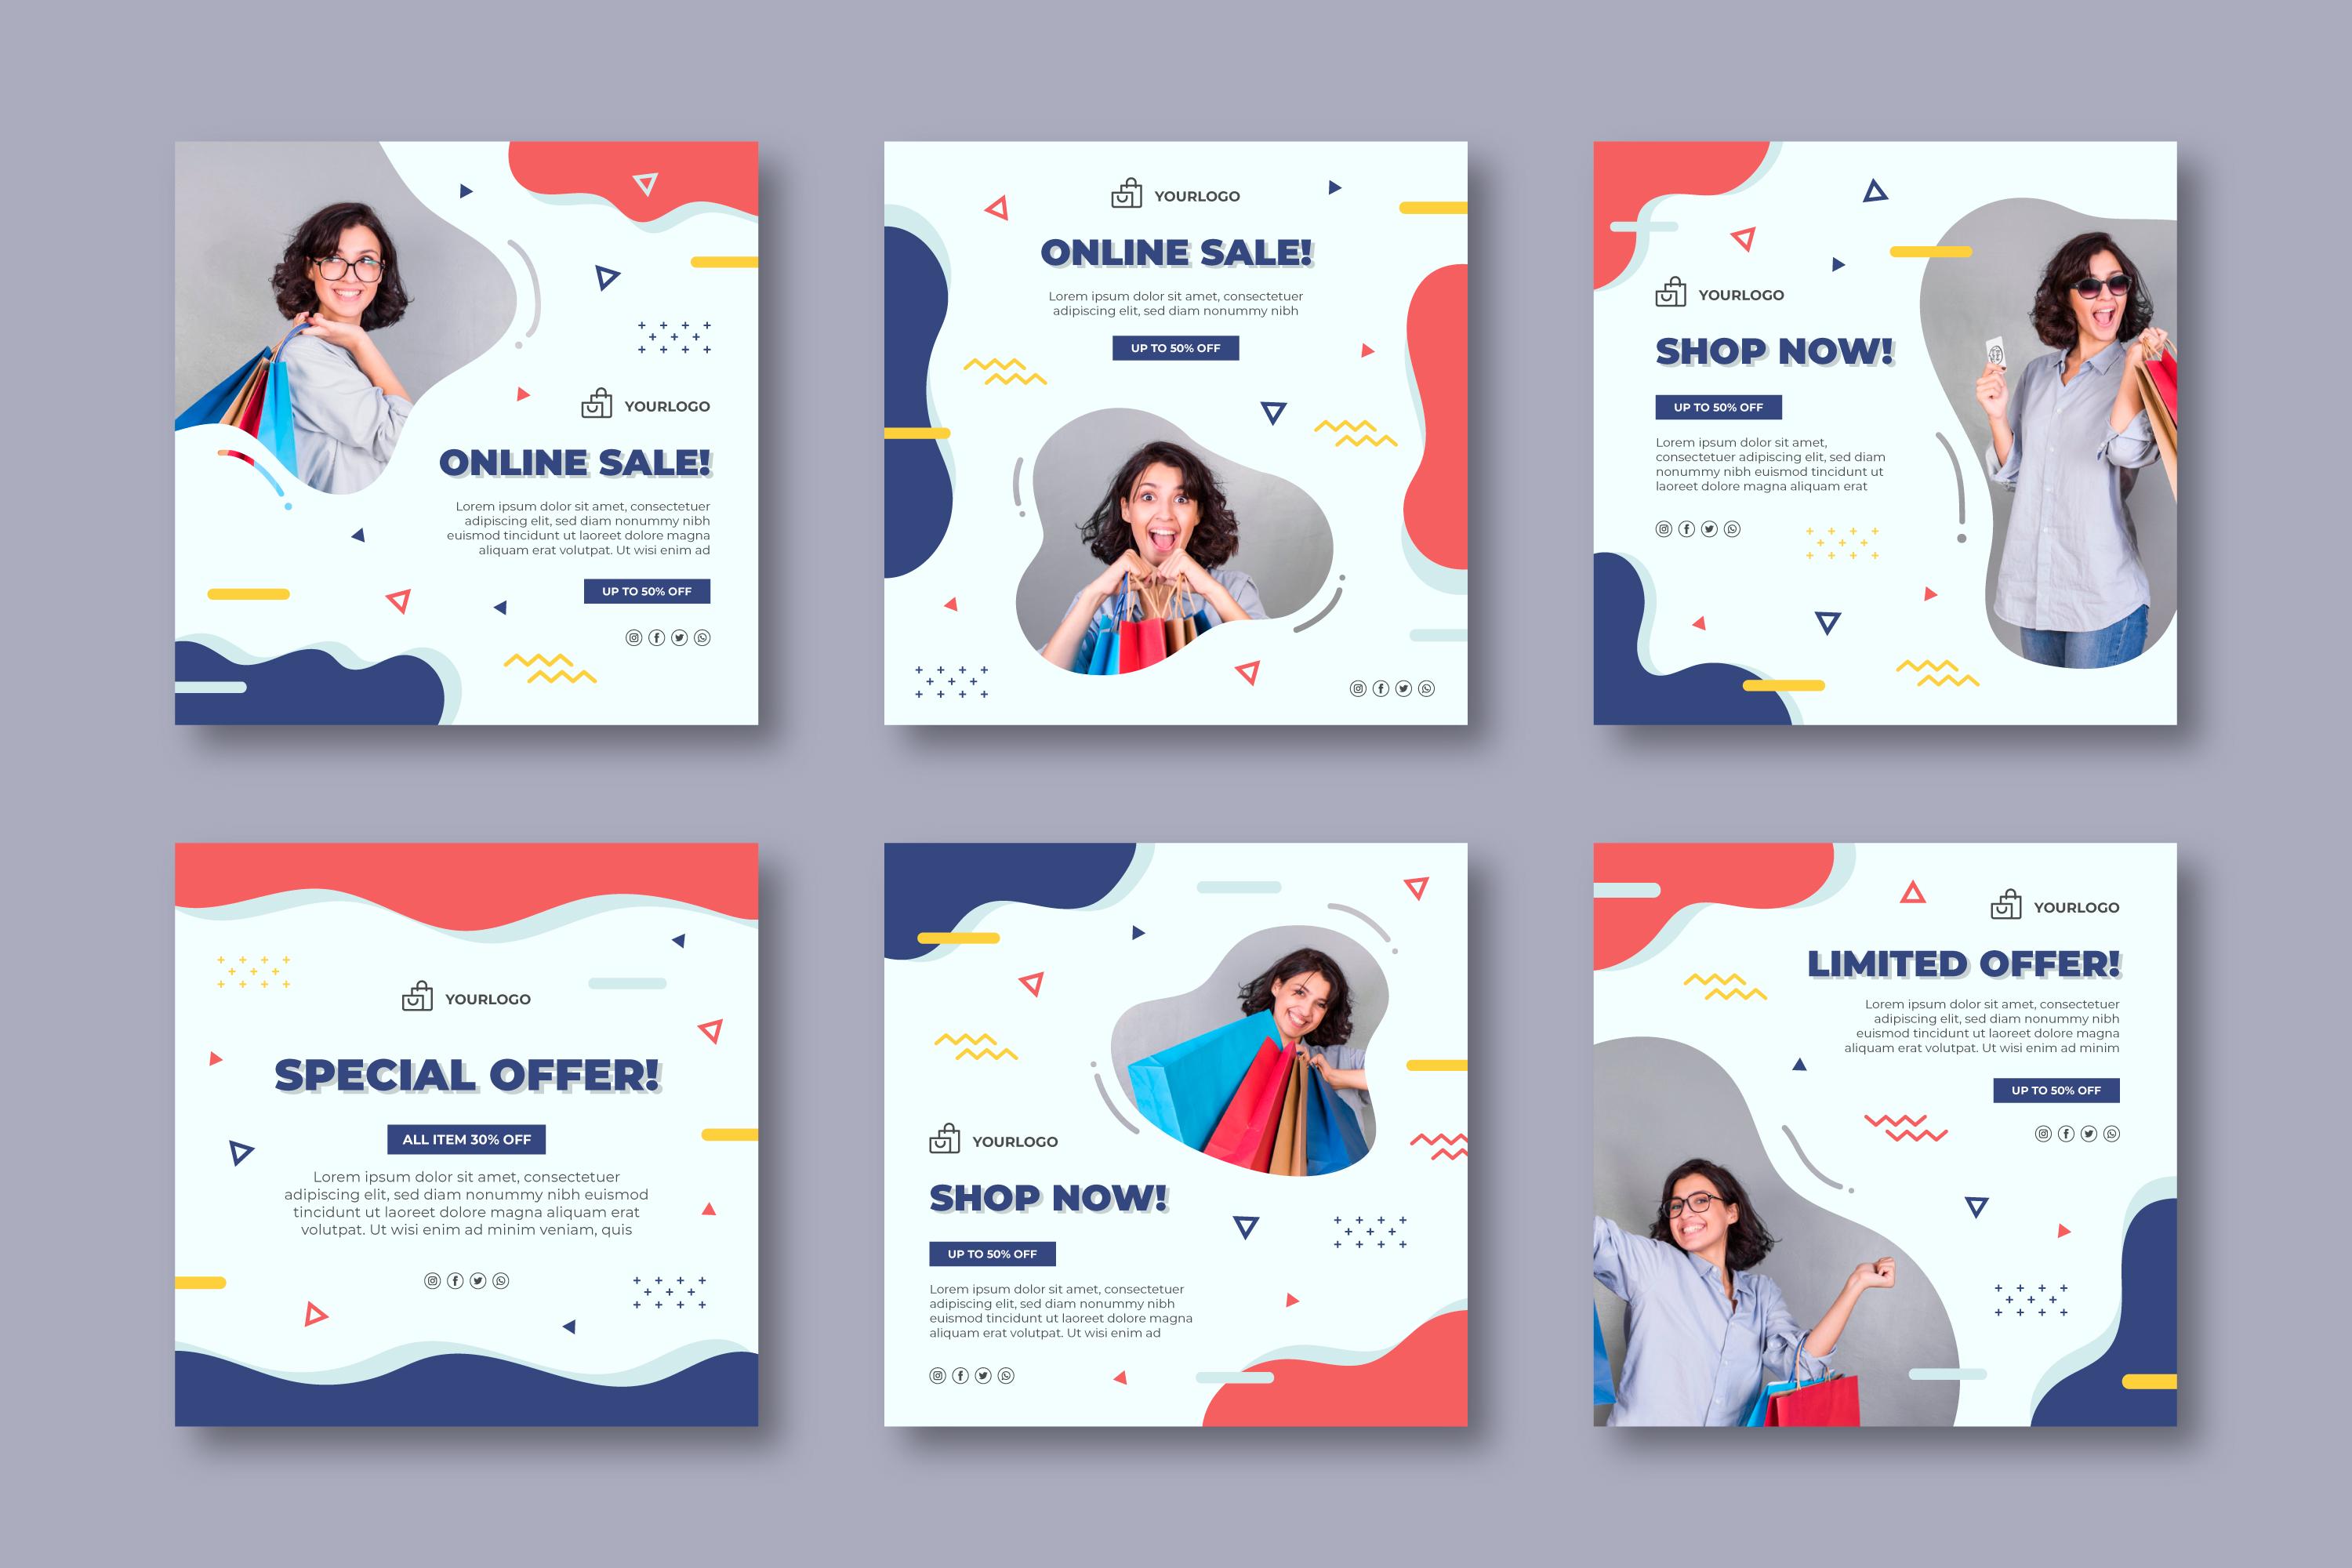 YOURLOGO
ONLINE SALE!
Lorem ipsum dolor sit amet, consectetuer
adipiscing elit, sed diam nonummy nibh
euismod tincidunt ut laoreet dolore magna
aliquam erat volutpat. Ut wisi enim ad
UP TO 50% OFF
YOURLOGO
ONLINE SALE!
Lorem ipsum dolor sit amet, consectetuer
adipiscing elit, sed diam nonummy nibh
UP TO 50% OFF
YOURLOGO
SHOP NOW!
UP TO 50% OFF
Lorem ipsum dolor sit amet,
consectetuer adipiscing elit, sed diam
nonummy nibh euismod tincidunt ut
laoreet dolore magna aliquam erat
YOURLOGO
SPECIAL OFFER!
ALL ITEM 30% OFF
Lorem ipsum dolor sit amet, consectetuer
adipiscing elit, sed diam nonummy nibh euismod
tincidunt ut laoreet dolore magna aliquam erat
volutpat. Ut wisi enim ad minim veniam, quis
YOURLOGO
SHOP NOW!
UP TO 50% OFF
Lorem ipsum dolor sit amet, consectetuer
adipiscing elit, sed diam nonummy nibh
euismod tincidunt ut laoreet dolore magna
aliquam erat volutpat. Ut wisi enim ad
YOURLOGO
LIMITED OFFER!
Lorem ipsum dolor sit amet, consectetuer
adipiscing elit, sed diam nonummy nibh
euismod tincidunt ut laoreet dolore magna
aliquam erat volutpat. Ut wisi enim ad minim
UP TO 50% OFF